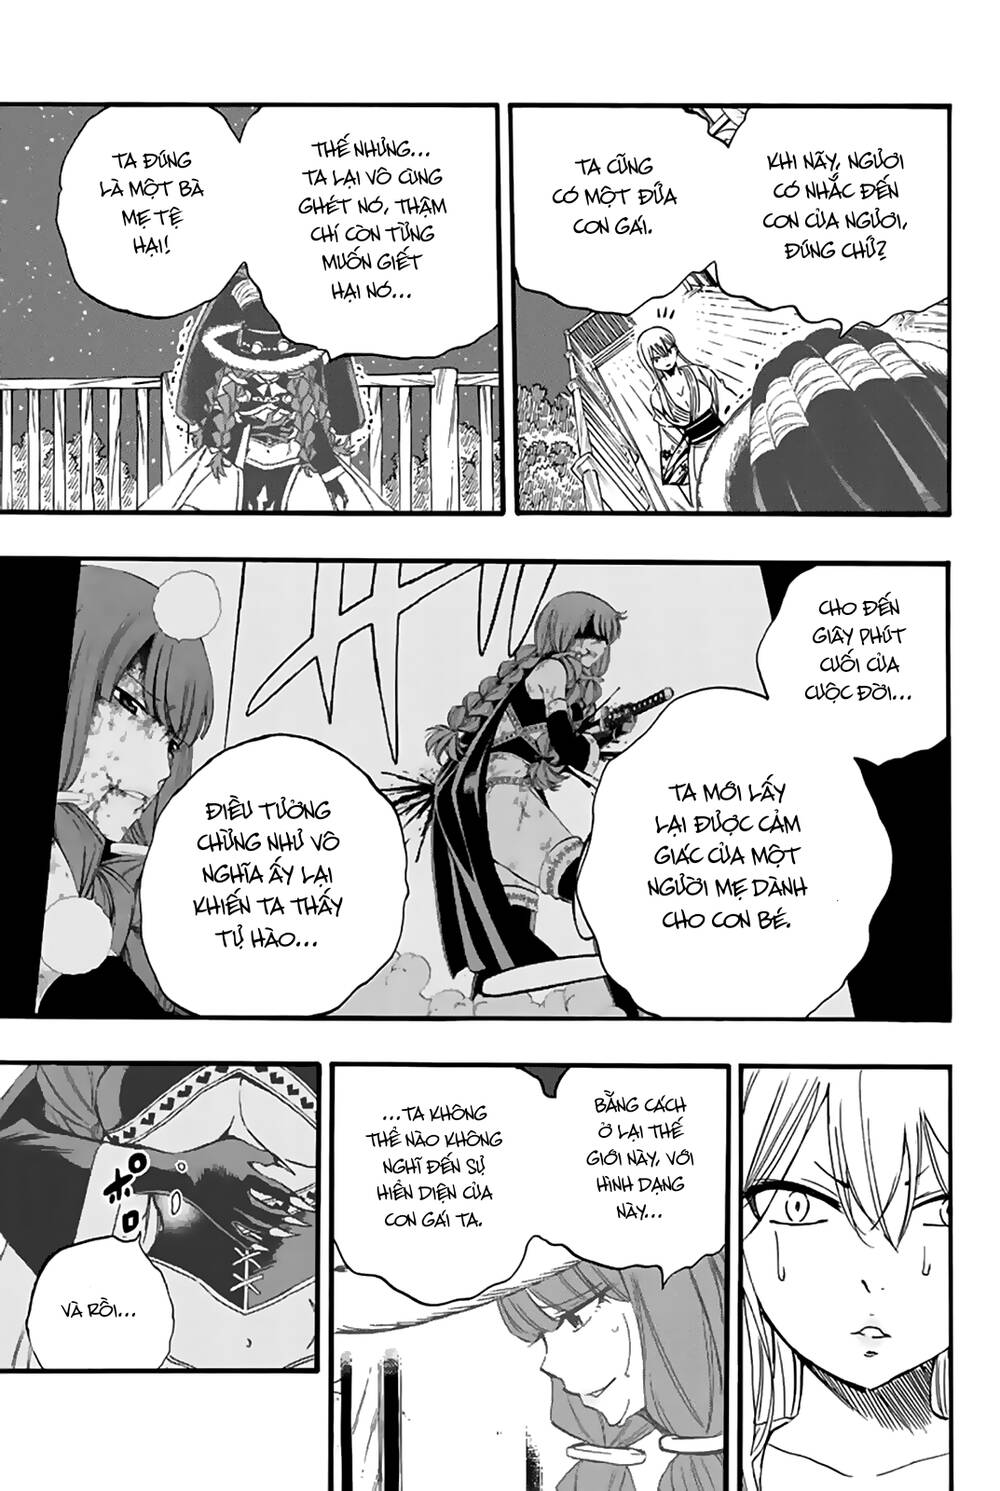 KHI NÃY, NGƯƠI
CÓ NHẮC ĐẾN
CON CỦA NGƯƠI,
ĐÚNG CHỨ?
TA CŨNG
CÓ MỘT ĐỨA
CON GÁI.
THẾ NHƯNG...
TA LẠI VÔ CÙNG
GHÉT NÓ, THẬM
CHÍ CÒN TỪNG
MUỐN GIẾT
HẠI NÓ...
TA ĐÚNG
LÀ MỘT BÀ
MẸ TỆ
HẠI!
CHO ĐẾN
GIÂY PHÚT
CUỐI CỦA
CUỘC ĐỜI...
TA MỚI LẤY
LẠI ĐƯỢC CẢM
GIÁC CỦA MỘT
NGƯỜI MẸ DÀNH
CHO CON BÉ.
ĐIỀU TƯỞNG
CHỪNG NHƯ VÔ
NGHĨA ẤY LẠI
KHIẾN TA THẤY
TỰ HÀO...
BẰNG CÁCH
Ở LẠI THẾ
GIỚI NÀY, VỚI
HÌNH DẠNG
NÀY...
...TA KHÔNG
THỂ NÀO KHÔNG
NGHĨ ĐẾN SỰ
HIỂN DIỆN CỦA
CON GÁI TA.
ポロ
VÀ RỒI...